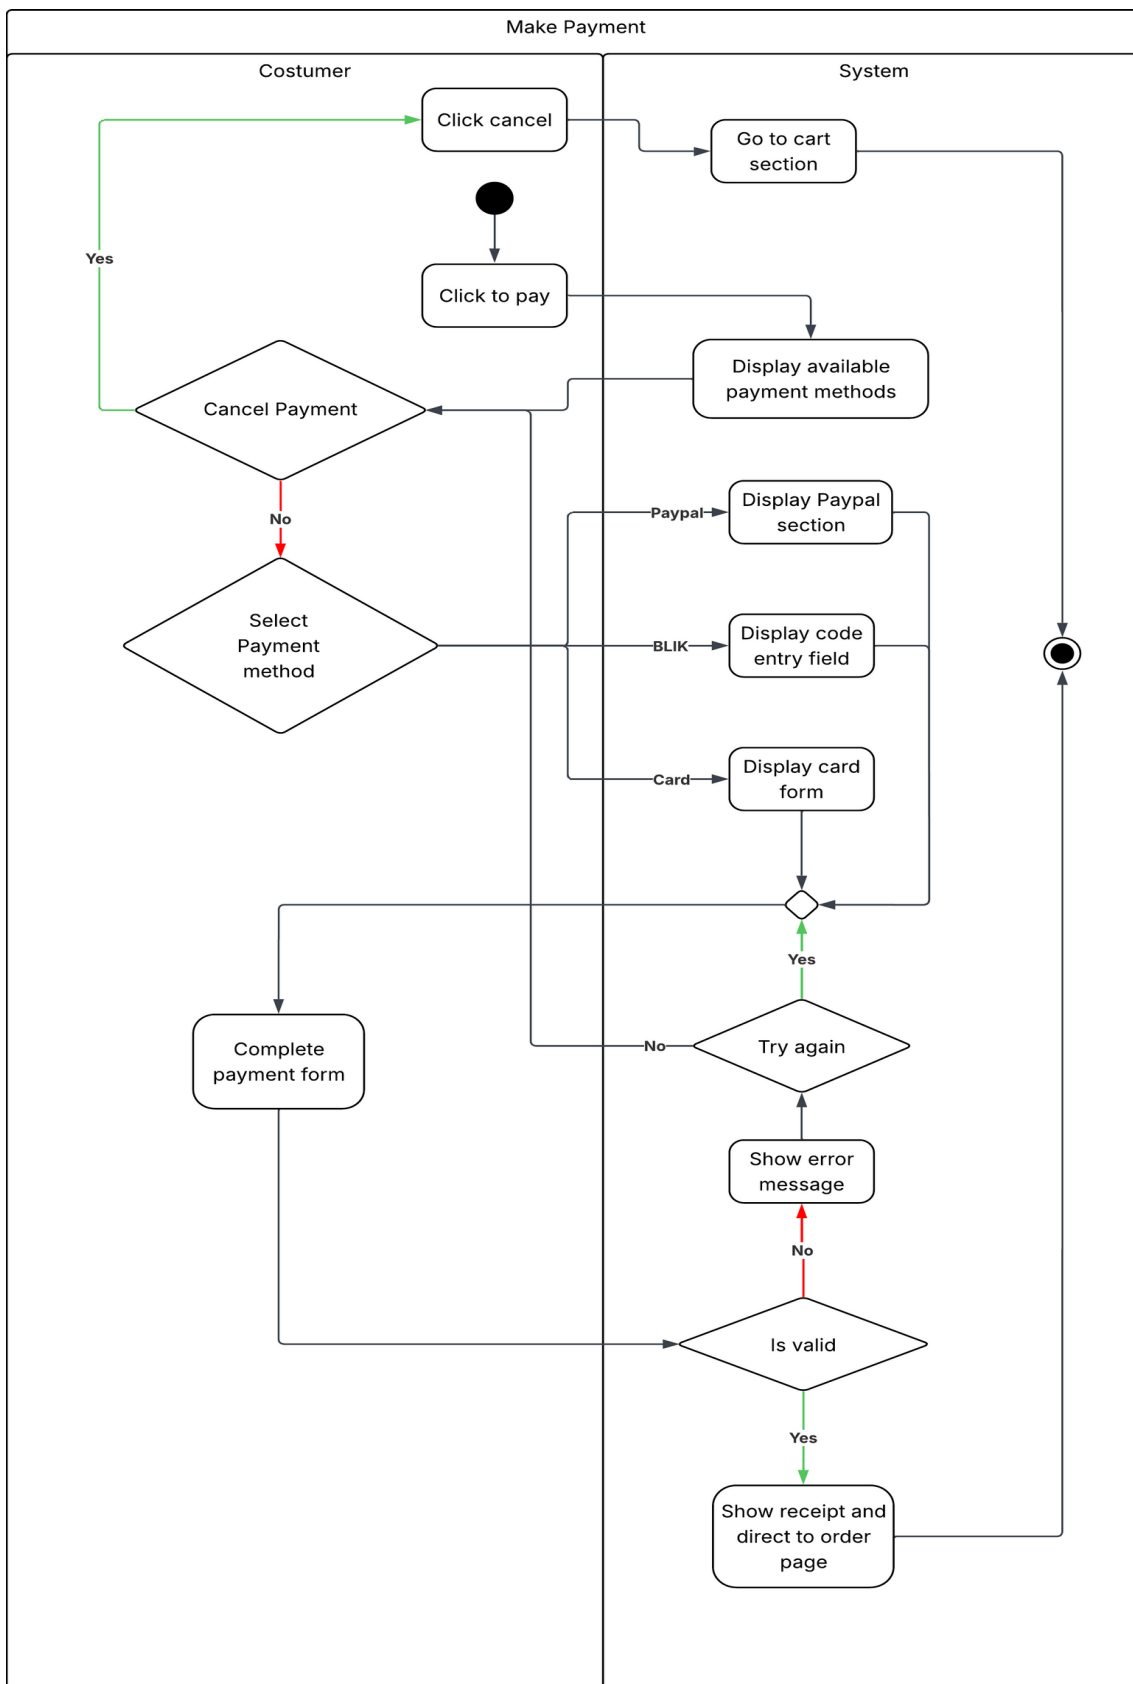 Make Payment
Costumer
System
Click cancel
Go to cart
section
Yes
Click to pay
Display available
payment methods
Cancel Payment
No
Paypal
Display Paypal
section
Select
Payment
method
BLIK
Display code
entry field
Card
Display card
form
Yes
Complete
payment form
No
Try again
Show error
message
No
Is valid
Yes
Show receipt and
direct to order
page